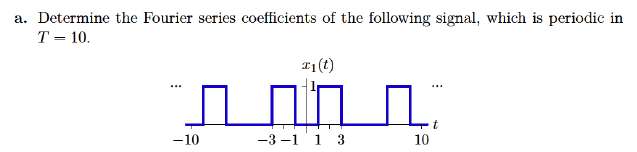 a. Determine the Fourier series coefficients of the following signal, which is periodic in
T = 10.
x₁(t)
... 1 ...
t
−10 −3 −1 1 3 10